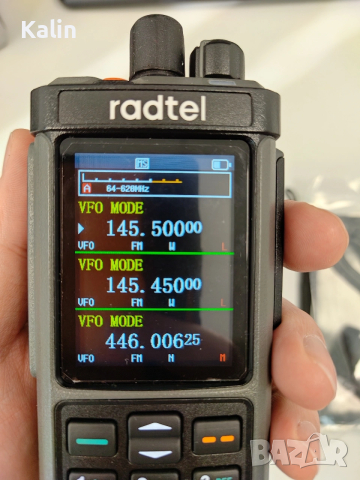 Kalin
radtel
TS
A 64-620MHz
VFO MODE
145.50000
VFO FM W L
VFO MODE
145.45000
VFO FM W L
VFO MODE
446.00625
VFO FM N M
BAZAR